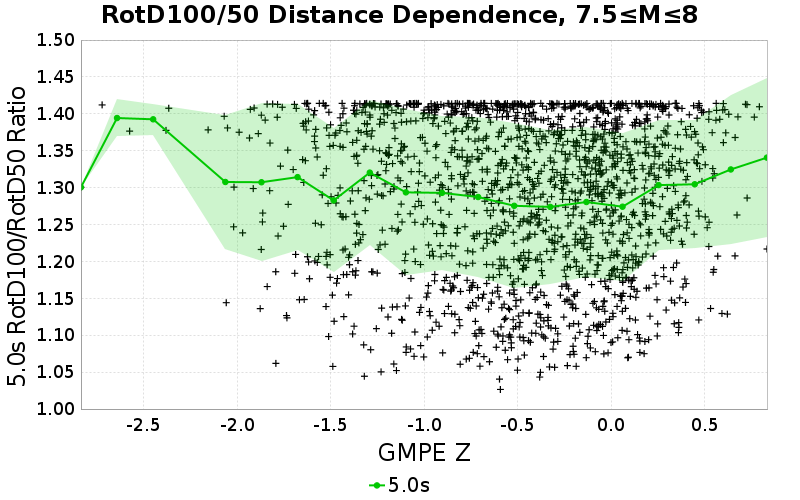 RotD100/50 Distance Dependence, 7.5≤M≤8
5.0s RotD100/RotD50 Ratio
1.50
1.45
1.40
1.35
1.30
1.25
1.20
1.15
1.10
1.05
1.00
-2.5 -2.0 -1.5 -1.0 -0.5 0.0 0.5
GMPE Z
5.0s